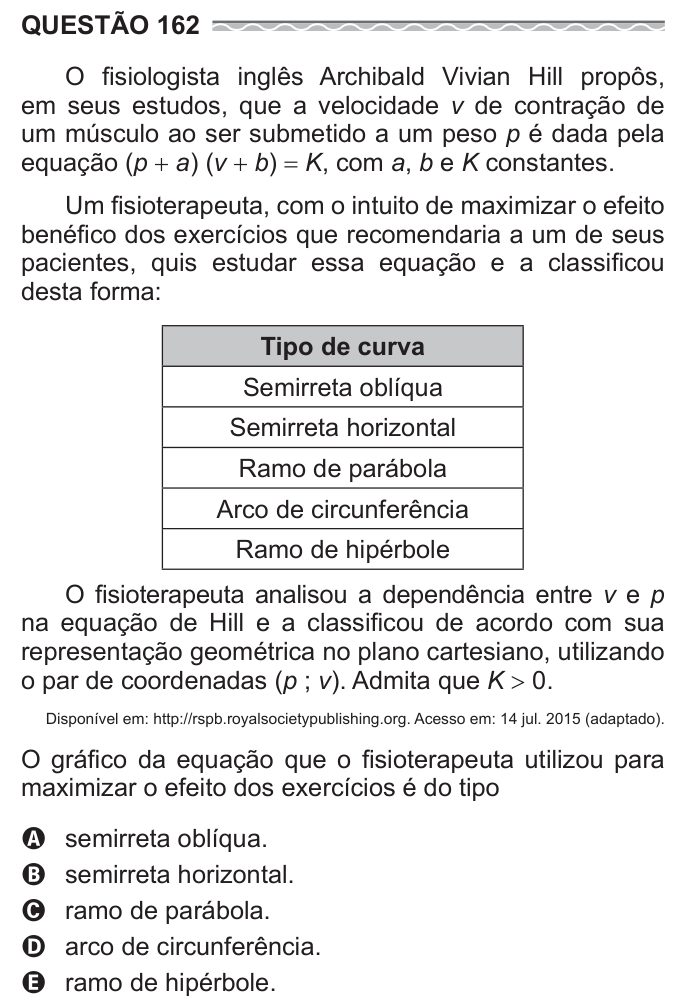 QUESTÃO 162
O fisiologista inglês Archibald Vivian Hill propôs,
em seus estudos, que a velocidade v de contração de
um músculo ao ser submetido a um peso p é dada pela
equação (p + a) (v + b) = K, com a, b e K constantes.
Um fisioterapeuta, com o intuito de maximizar o efeito
benéfico dos exercícios que recomendaria a um de seus
pacientes, quis estudar essa equação e a classificou
desta forma:
Tipo de curva
Semirreta oblíqua
Semirreta horizontal
Ramo de parábola
Arco de circunferência
Ramo de hipérbole
O fisioterapeuta analisou a dependência entre v e p
na equação de Hill e a classificou de acordo com sua
representação geométrica no plano cartesiano, utilizando
o par de coordenadas (p ; v). Admita que K > 0.
Disponível em: http://rspb.royalsocietypublishing.org. Acesso em: 14 jul. 2015 (adaptado).
O gráfico da equação que o fisioterapeuta utilizou para
maximizar o efeito dos exercícios é do tipo
A semirreta oblíqua.
B semirreta horizontal.
C ramo de parábola.
D arco de circunferência.
E ramo de hipérbole.